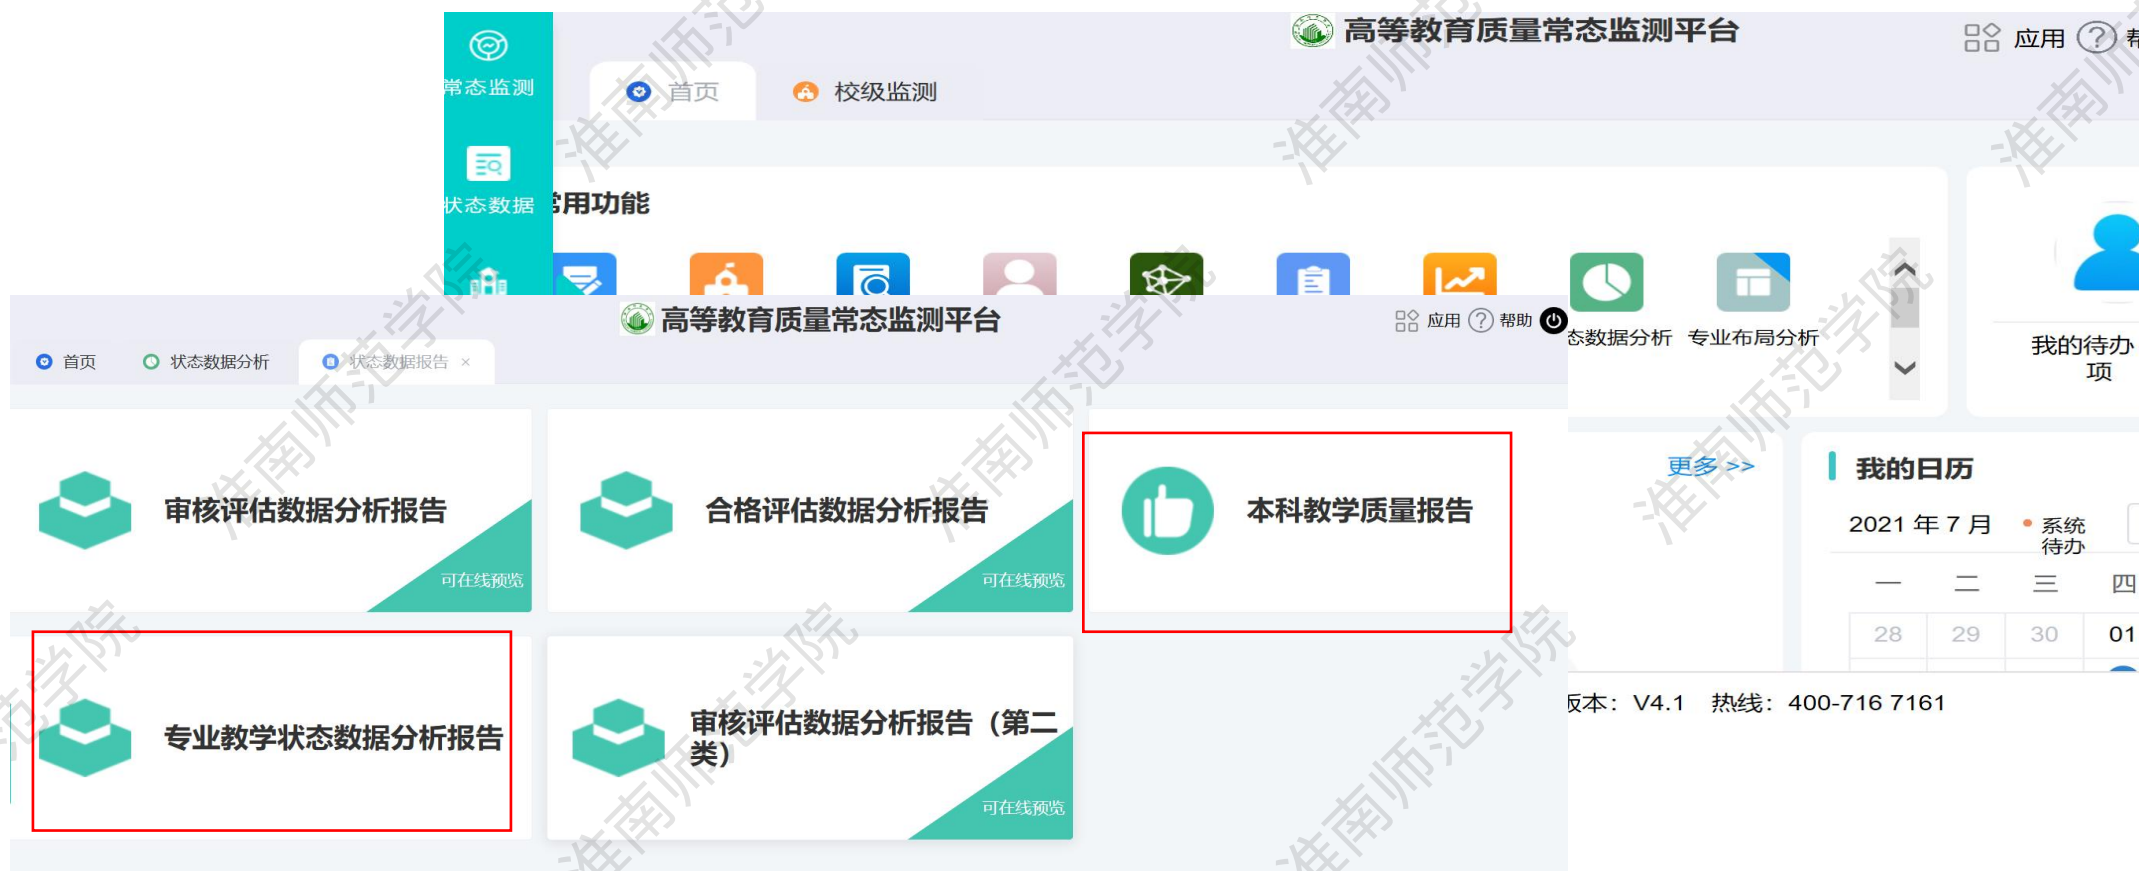 高等教育质量常态监测平台
应用
常态监测
首页
校级监测
状态数据
用功能
态数据分析
专业布局分析
我的待办
项
更多 >>
我的日历
2021 年 7 月
系统
待办
一 二 三 四
28 29 30 01
版本：V4.1 热线：400-716 7161
高等教育质量常态监测平台
应用
帮助
首页
状态数据分析
状态数据报告 ×
审核评估数据分析报告
可在线预览
合格评估数据分析报告
可在线预览
本科教学质量报告
专业教学状态数据分析报告
审核评估数据分析报告（第二
类）
可在线预览
淮南师范学院